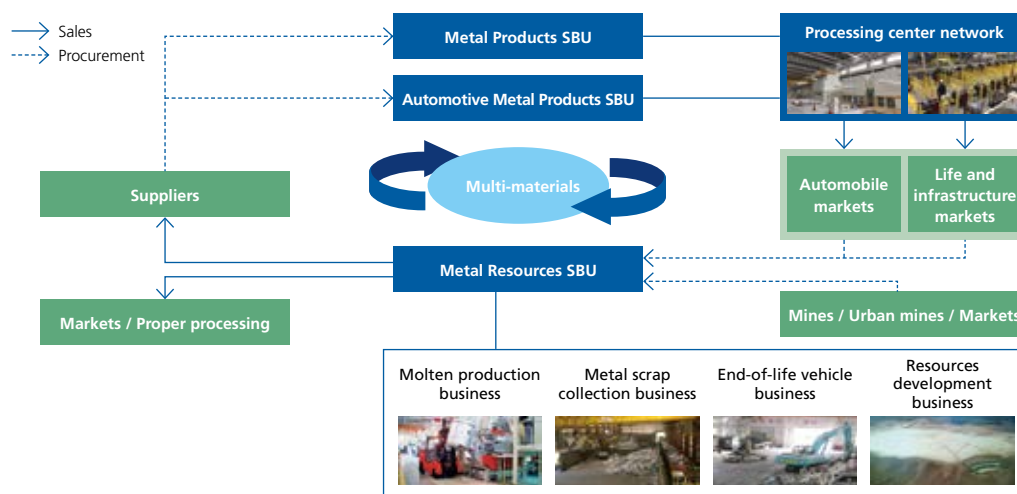 Sales
Procurement
Metal Products SBU
Automotive Metal Products SBU
Processing center network
Multi-materials
Suppliers
Automobile
markets
Life and
infrastructure
markets
Metal Resources SBU
Markets / Proper processing
Mines / Urban mines / Markets
Molten production
business
Metal scrap
collection business
End-of-life vehicle
business
Resources
development
business